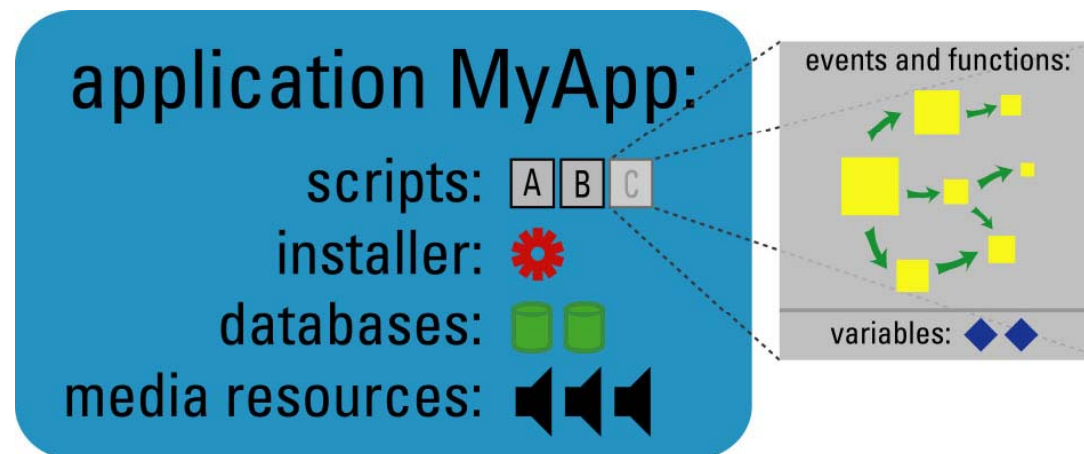 application MyApp:
scripts: A B C
installer:
databases:
media resources:
events and functions:
variables: